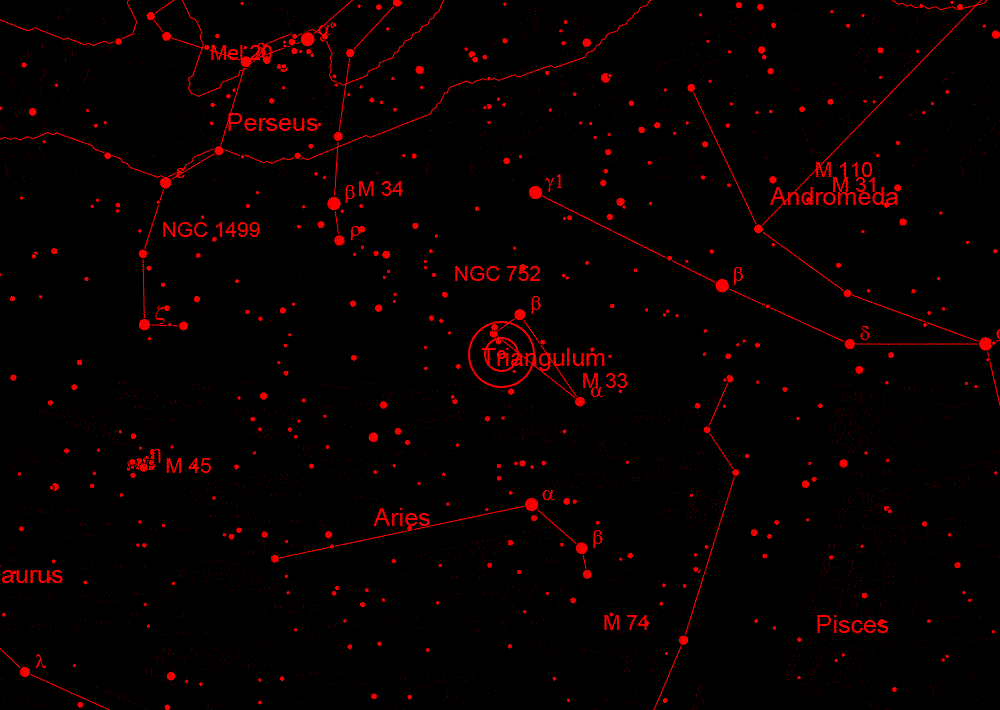 α
Mel 20
Perseus
ε
M 110
β M 34
γ1
M 31
Andromeda
ρ
NGC 1499
NGC 752
β
β
ζ
δ
Triangulum
M 33
α
η
M 45
α
Aries
β
aurus
M 74
Pisces
λ